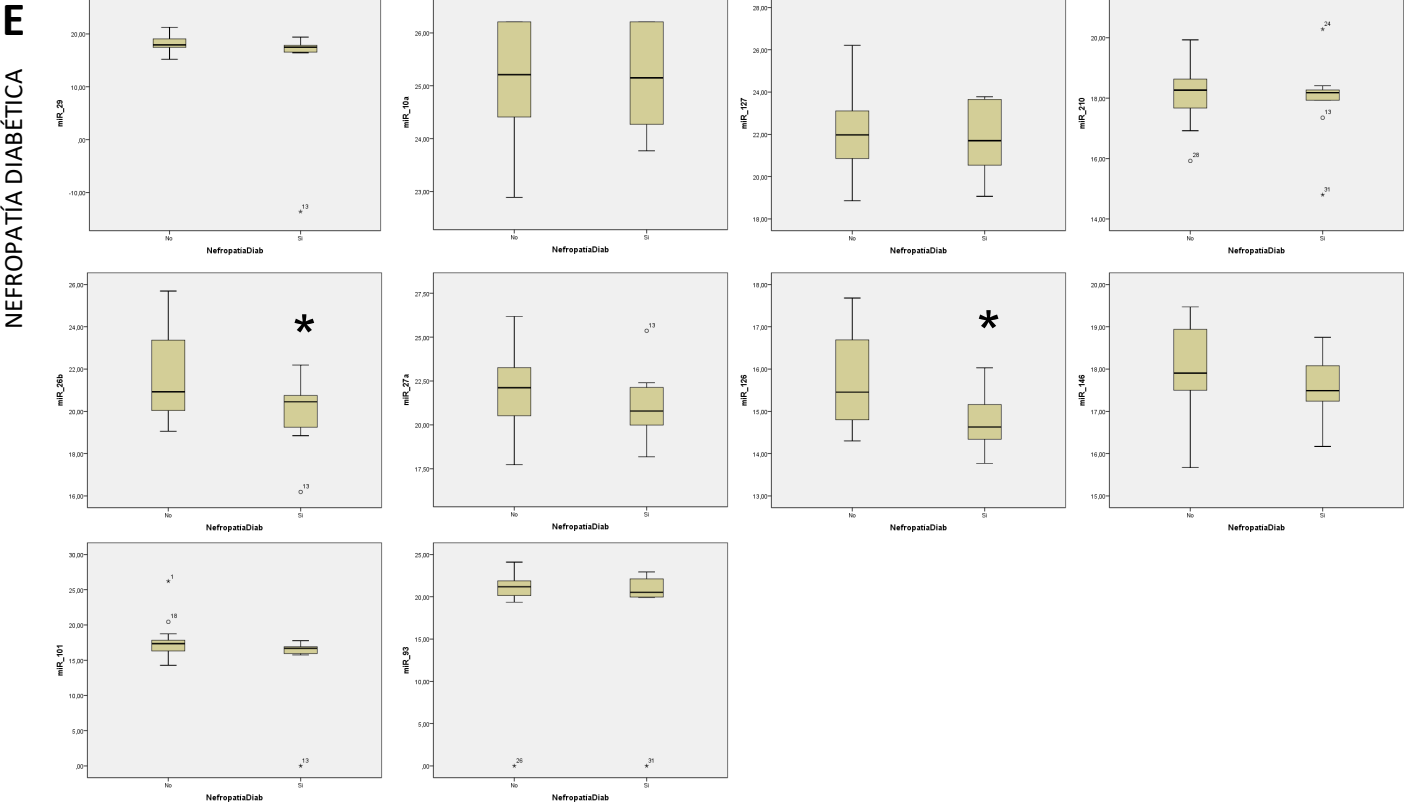 E
NEFROPATÍA DIABÉTICA
miR_29
20,00
10,00
,00
-10,00
13
No
Si
NefropatiaDiab
miR_10a
26,00
25,00
24,00
23,00
No
Si
NefropatiaDiab
miR_127
28,00
26,00
24,00
22,00
20,00
18,00
No
Si
NefropatiaDiab
miR_210
20,00
18,00
16,00
14,00
28
24
13
31
No
Si
NefropatiaDiab
miR_26b
26,00
24,00
22,00
20,00
18,00
16,00
*
13
No
Si
NefropatiaDiab
miR_27a
27,50
25,00
22,50
20,00
17,50
13
No
Si
NefropatiaDiab
miR_126
18,00
17,00
16,00
15,00
14,00
13,00
*
No
Si
NefropatiaDiab
miR_146
20,00
19,00
18,00
17,00
16,00
15,00
No
Si
NefropatiaDiab
miR_101
30,00
25,00
20,00
15,00
10,00
5,00
,00
1
18
13
No
Si
NefropatiaDiab
miR_93
25,00
20,00
15,00
10,00
5,00
,00
26
31
No
Si
NefropatiaDiab